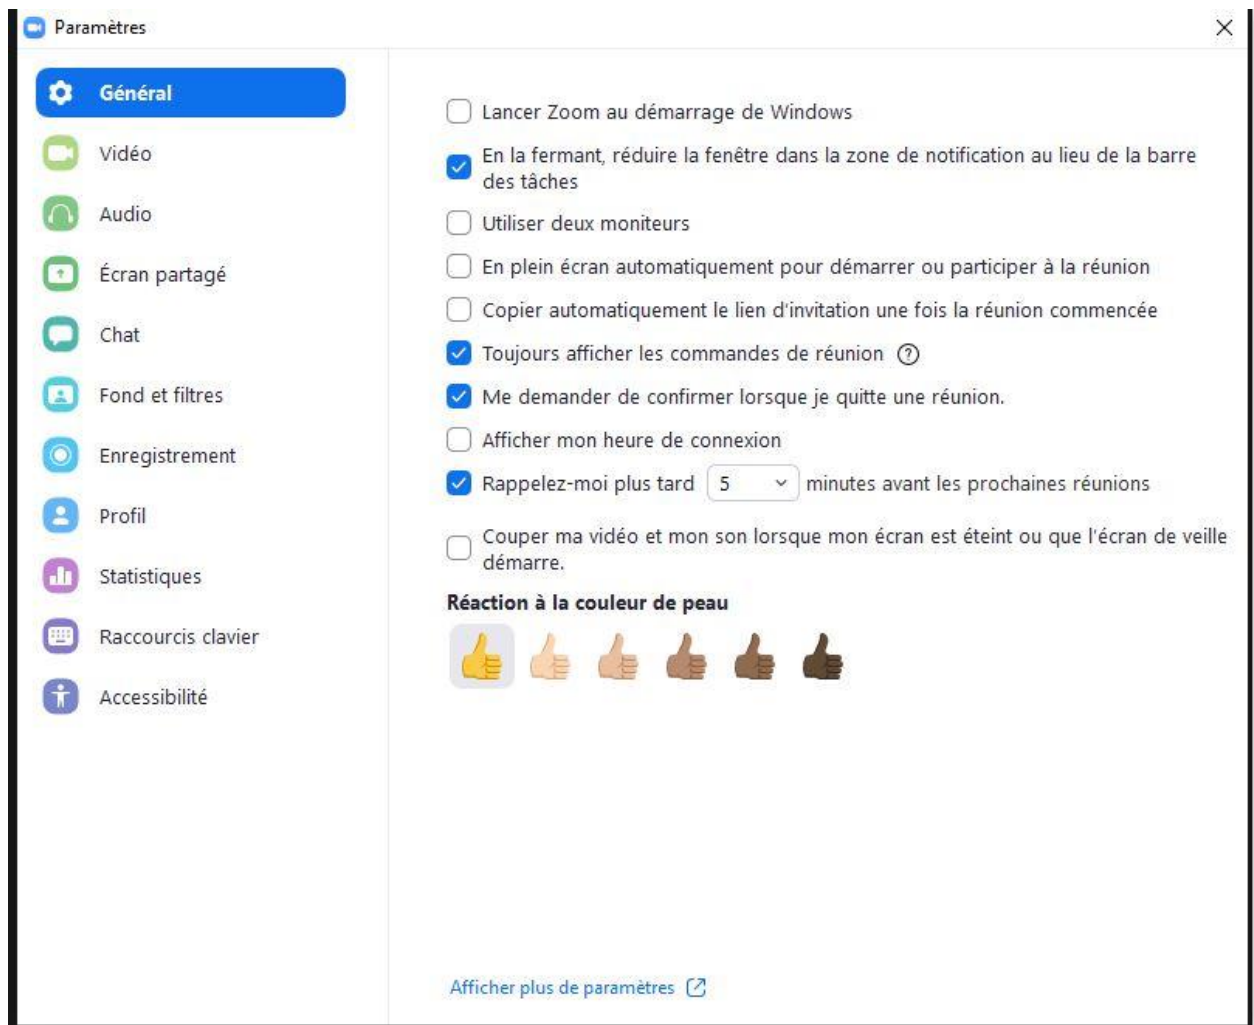 Paramètres
Général
Vidéo
Audio
Écran partagé
Chat
Fond et filtres
Enregistrement
Profil
Statistiques
Raccourcis clavier
Accessibilité
Lancer Zoom au démarrage de Windows
En la fermant, réduire la fenêtre dans la zone de notification au lieu de la barre
des tâches
Utiliser deux moniteurs
En plein écran automatiquement pour démarrer ou participer à la réunion
Copier automatiquement le lien d'invitation une fois la réunion commencée
Toujours afficher les commandes de réunion ?
Me demander de confirmer lorsque je quitte une réunion.
Afficher mon heure de connexion
Rappelez-moi plus tard 5 minutes avant les prochaines réunions
Couper ma vidéo et mon son lorsque mon écran est éteint ou que l'écran de veille
démarre.
Réaction à la couleur de peau
Afficher plus de paramètres